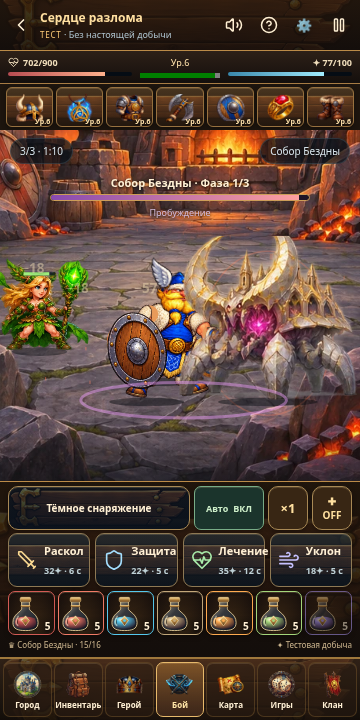 Сердце разлома
ТЕСТ · Без настоящей добычи
702/900
Ур.6
77/100
Ур.6 Ур.6 Ур.6 Ур.6 Ур.6 Ур.6 Ур.6
3/3 · 1:10
Собор Бездны
Собор Бездны · Фаза 1/3
Пробуждение
-18
Тёмное снаряжение
Авто ВКЛ
×1
+
OFF
Раскол
32✦ · 6 с
Защита
22✦ · 5 с
Лечение
35✦ · 12 с
Уклон
18✦ · 5 с
5 5 5 5 5 5 5
Собор Бездны · 15/16
✦ Тестовая добыча
Город
Инвентарь
Герой
Бой
Карта
Игры
Клан